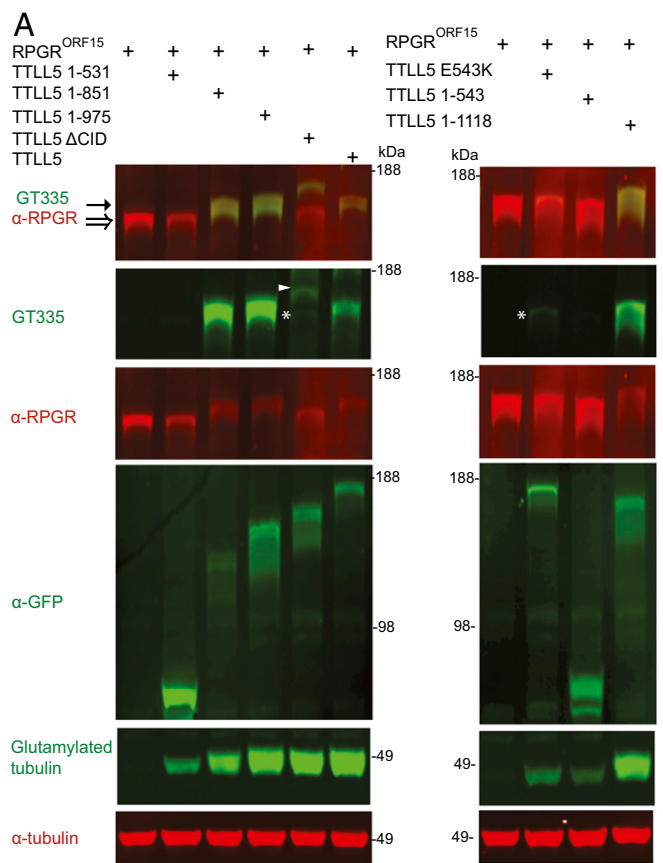 A
RPGR^ORF15 + + + + + +
TTLL5 1-531 +
TTLL5 1-851 +
TTLL5 1-975 +
TTLL5 ΔCID +
TTLL5 +
kDa
GT335
α-RPGR
-188
GT335
-188
*
α-RPGR
-188
α-GFP
-188
-98
Glutamylated
tubulin
-49
α-tubulin
-49
RPGR^ORF15 + + + +
TTLL5 E543K +
TTLL5 1-543 +
TTLL5 1-1118 +
kDa
188-
188-
*
188-
188-
98-
49-
49-